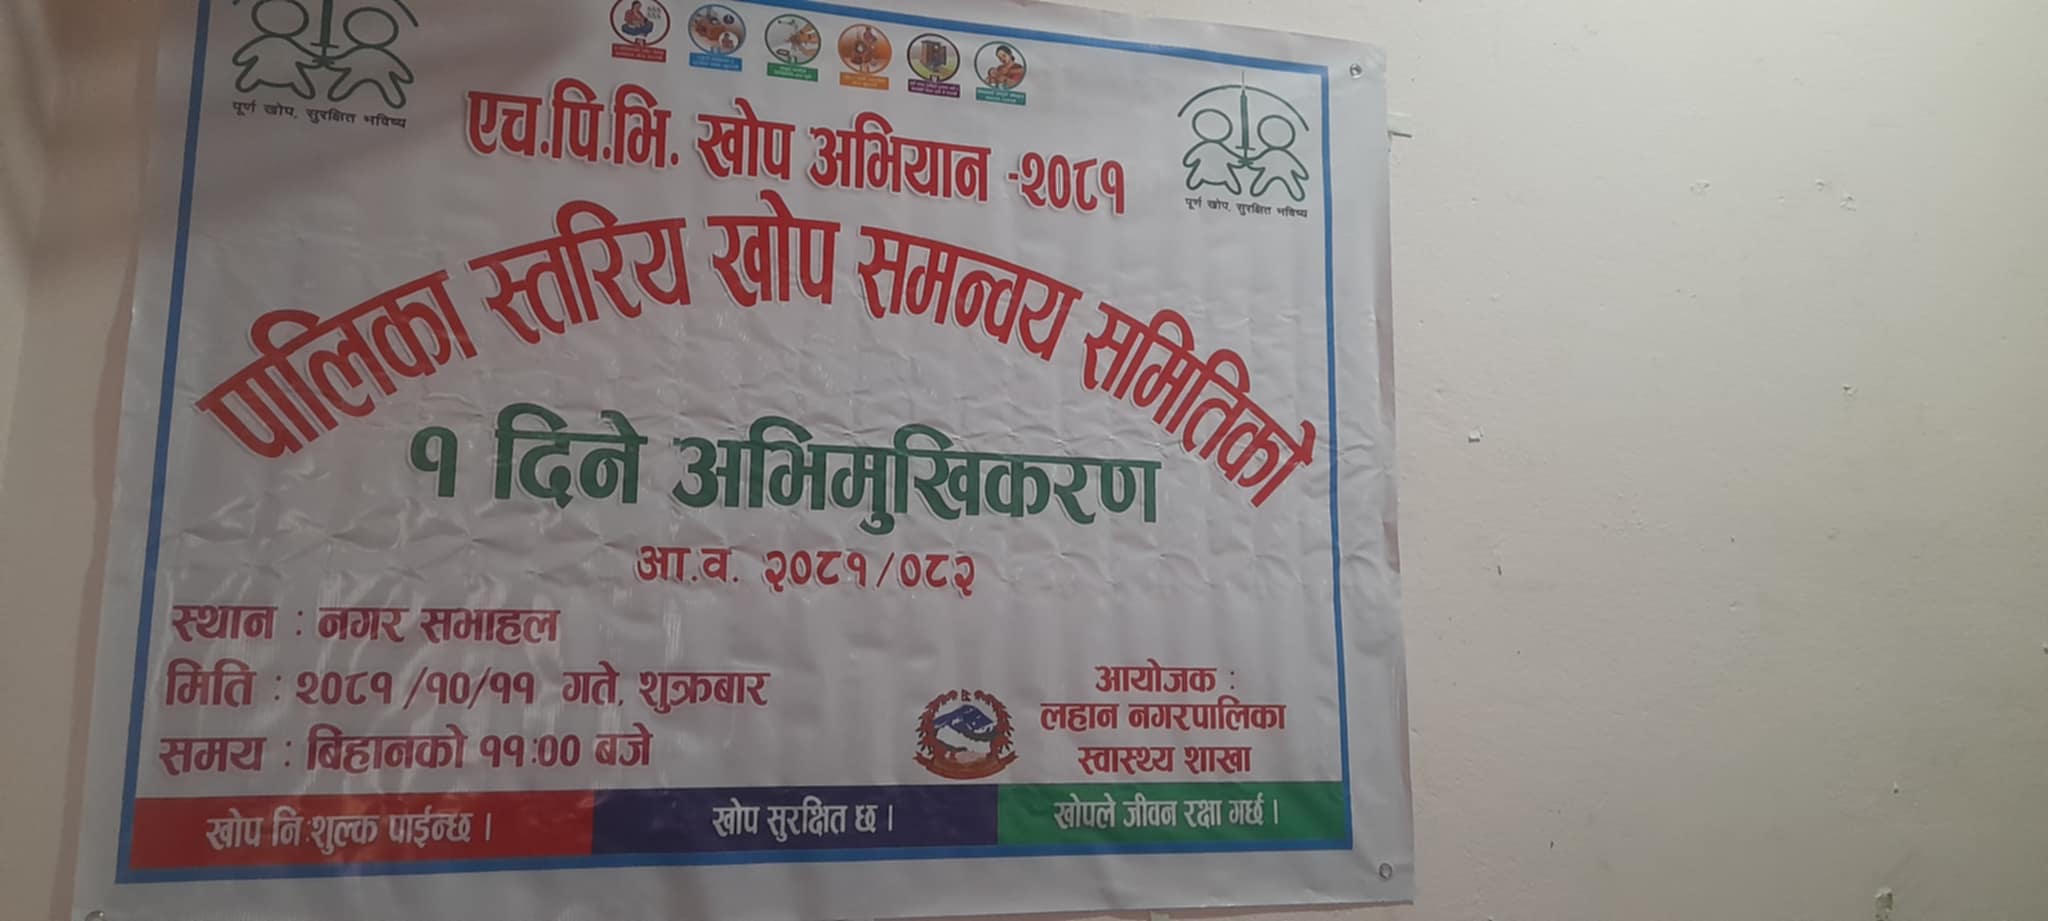 पूर्ण खोप, सुरक्षित भविष्य
एच.पि.भि. खोप अभियान -२०८१
पूर्ण खोप, सुरक्षित भविष्य
पालिका स्तरिय खोप समन्वय समितिको
१ दिने अभिमुखिकरण
आ.व. २०८१/०८२
स्थान : नगर सभाहल
मिति : २०८१/१०/११ गते, शुक्रबार
समय : बिहानको ११:०० बजे
आयोजक :
लहान नगरपालिका
स्वास्थ्य शाखा
खोप नि:शुल्क पाईन्छ ।
खोप सुरक्षित छ ।
खोपले जीवन रक्षा गर्छ ।